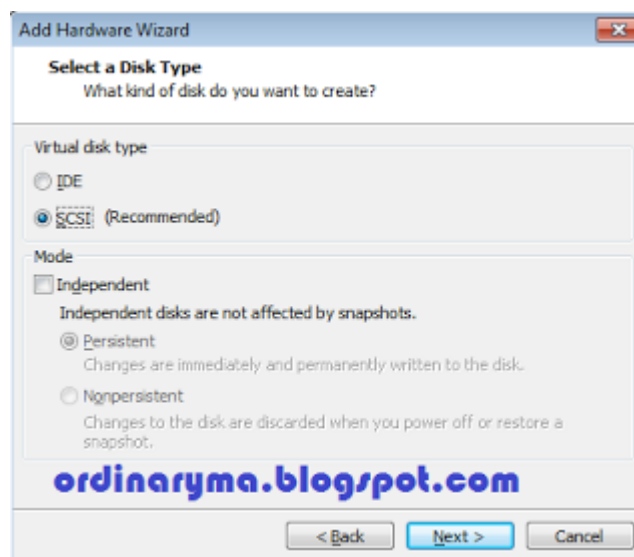 Add Hardware Wizard
Select a Disk Type
What kind of disk do you want to create?
Virtual disk type
IDE
SCSI (Recommended)
Mode
Independent
Independent disks are not affected by snapshots.
Persistent
Changes are immediately and permanently written to the disk.
Nonpersistent
Changes to the disk are discarded when you power off or restore a
snapshot.
ordinaryma.blogspot.com
< Back Next > Cancel